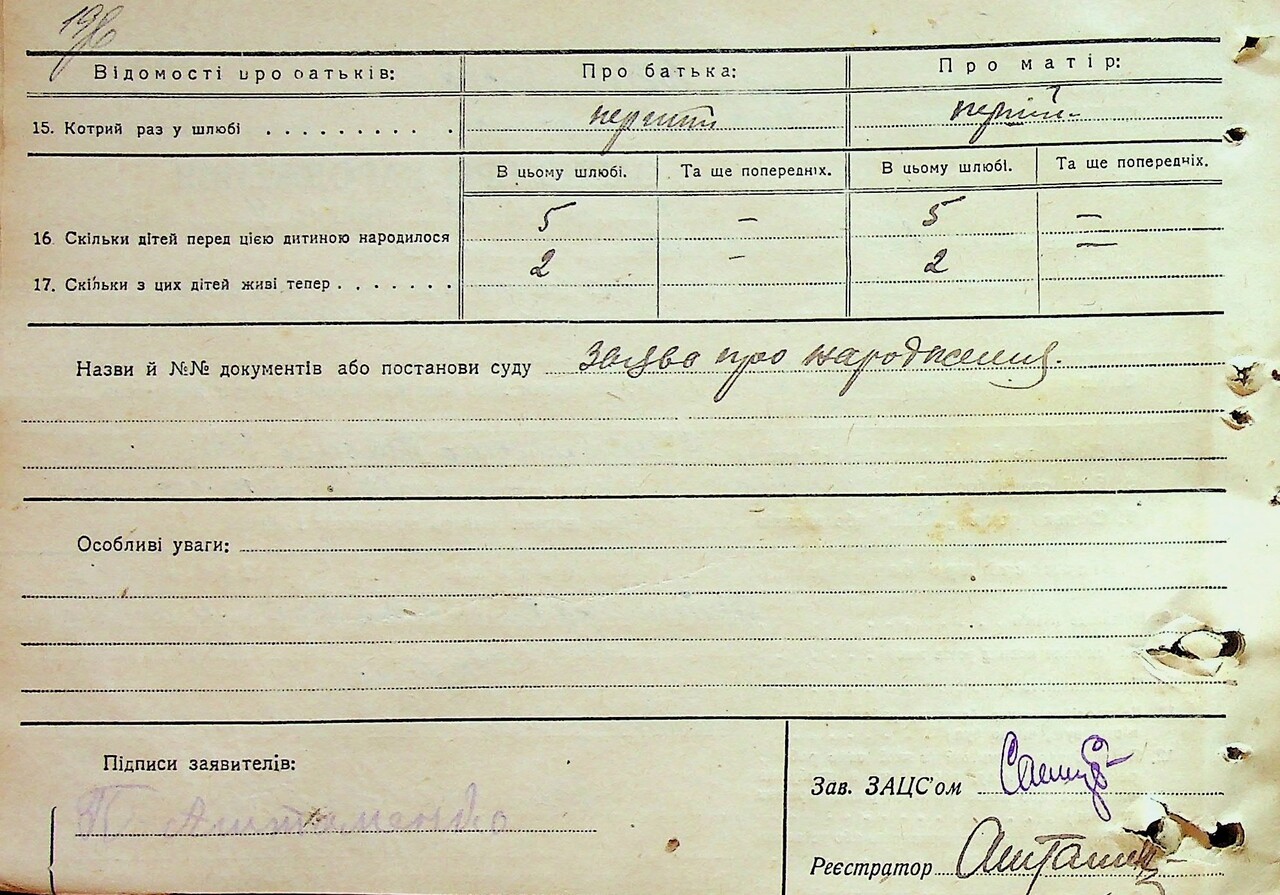 196
Відомості про батьків: Про батька: Про матір:
15. Котрий раз у шлюбі . . . . . . . . . . . перший перший
В цьому шлюбі. Та ще попередніх. В цьому шлюбі. Та ще попередніх.
16. Скільки дітей перед цією дитиною народилося 5 – 5 –
17. Скільки з цих дітей живі тепер . . . . . . . 2 – 2 –
Назви й №№ документів або постанови суду заява про народження.
Особливі уваги:
Підписи заявителів:
Зав. ЗАЦС'ом
Реєстратор